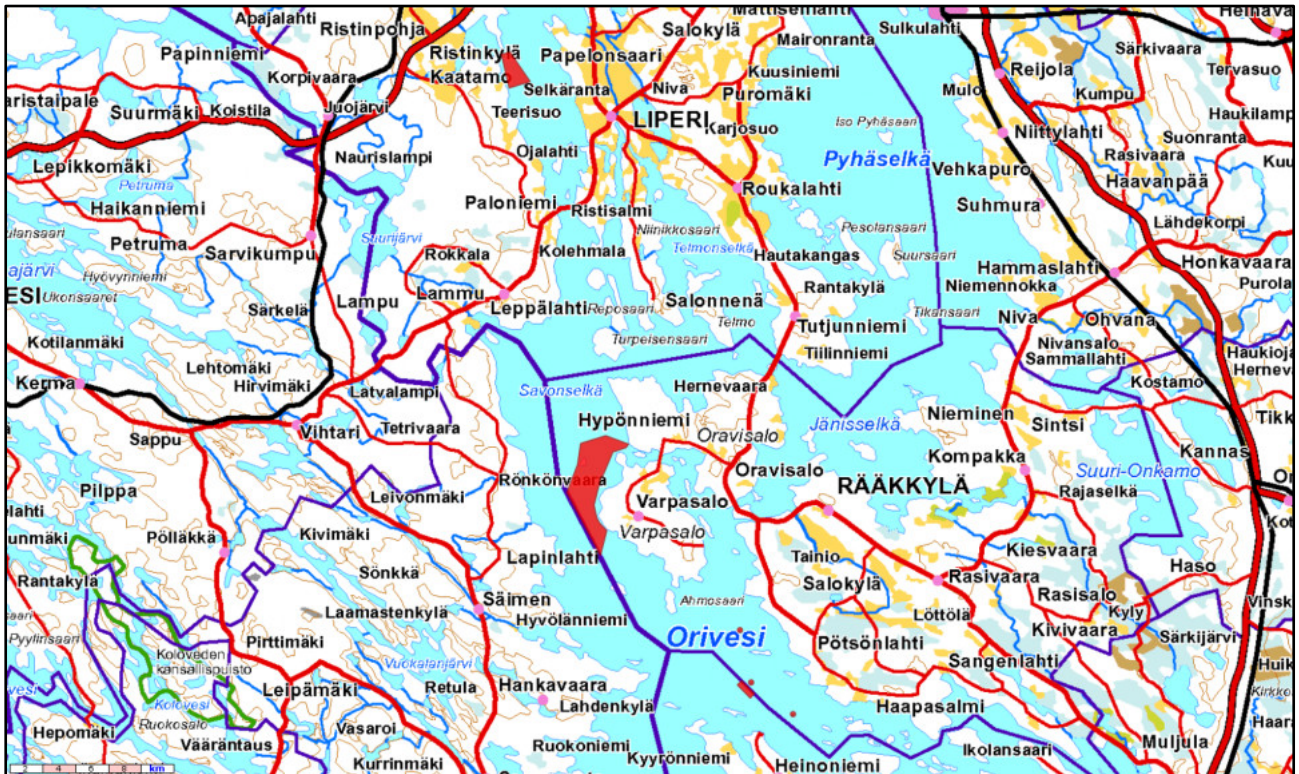 Apajalahti
Ristinpohja
Papinniemi
Korpivaara
Ristinkylä
Kaatamo
Papelonsaari
Salokylä
Maironranta
Sulkulahti
Särkivaara
Reijola
Tervasuo
Suurmäki
Koistila
Juojärvi
Teerisuo
Selkäranta
Niva
Kuusiniemi
Puromäki
Mulo
Kumpu
LIPERI
Karjosuo
Iso Pyhäsaari
Niittylahti
Suonranta
Lepikkomäki
Naurislampi
Ojalahti
Pyhäselkä
Vehkapuro
Rasivaara
Haavanpää
Petruma
Haikanniemi
Paloniemi
Roukalahti
Suhmura
Ristisalmi
Niinikkosaari
Pesolansaari
Lähdekorpi
Petruma
Sarvikumpu
Suurijärvi
Rokkala
Kolehmala
Telmonselkä
Hautakangas
Suursaari
Honkavaara
Hyövynniemi
Ukonsaaret
Hammaslahti
Särkelä
Lampu
Lammu
Leppälahti
Reposaari
Salonnenä
Rantakylä
Niemennokka
Tikansaari
Telmo
Tutjunniemi
Niva
Ohvana
Kotilanmäki
Turpeisensaari
Tiilinniemi
Nivansalo
Sammallahti
Lehtomäki
Hirvimäki
Kerma
Latvalampi
Savonselkä
Hernevaara
Kostamo
Hypönniemi
Nieminen
Sintsi
Sappu
Vihtari
Tetrivaara
Oravisalo
Jänisselkä
Kannas
Kompakka
Suuri-Onkamo
Pilppa
Leivonmäki
Rönkönvaara
Oravisalo
RÄÄKKYLÄ
Rajaselkä
Varpasalo
Varpasalo
Pölläkkä
Kivimäki
Lapinlahti
Tainio
Kiesvaara
Haso
Rantakylä
Sönkkä
Salokylä
Rasivaara
Rasisalo
Säimen
Ahmosaari
Laamastenkylä
Hyvölänniemi
Löttölä
Kyly
Kivivaara
Särkijärvi
Pyylinsaari
Pirttimäki
Orivesi
Pötsönlahti
Koloveden
kansallispuisto
Vuokalanjärvi
Sangenlahti
Leipämäki
Retula
Hankavaara
Kolovesi
Lahdenkylä
Haapasalmi
Ruokosalo
Hepomäki
Vasaroi
Vääräntaus
Ruokoniemi
Ikolansaari
Muljula
Kurrinmäki
Kyyrönniemi
Heinoniemi
2 4 6 8 km